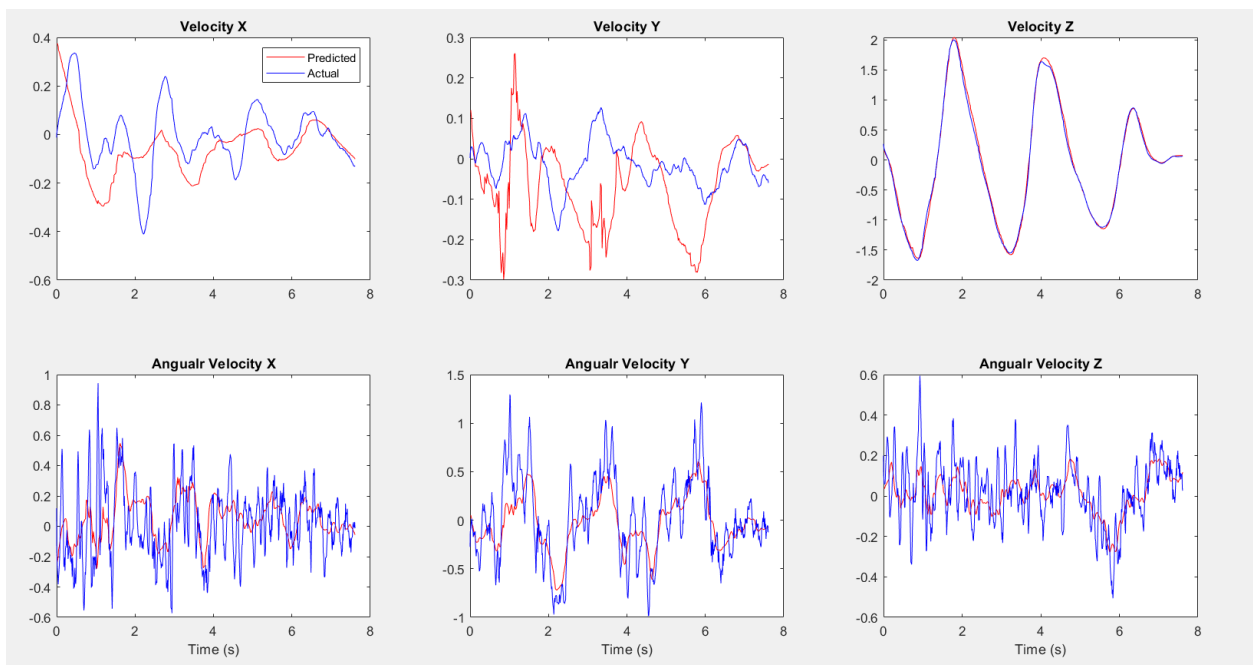 Velocity X
Velocity Y
Velocity Z
Predicted
Actual
0.4
0.2
0
-0.2
-0.4
-0.6
0 2 4 6 8
0.3
0.2
0.1
0
-0.1
-0.2
-0.3
0 2 4 6 8
2
1.5
1
0.5
0
-0.5
-1
-1.5
-2
0 2 4 6 8
Angualr Velocity X
Angualr Velocity Y
Angualr Velocity Z
1
0.8
0.6
0.4
0.2
0
-0.2
-0.4
-0.6
0 2 4 6 8
Time (s)
1.5
1
0.5
0
-0.5
-1
0 2 4 6 8
Time (s)
0.6
0.4
0.2
0
-0.2
-0.4
-0.6
0 2 4 6 8
Time (s)